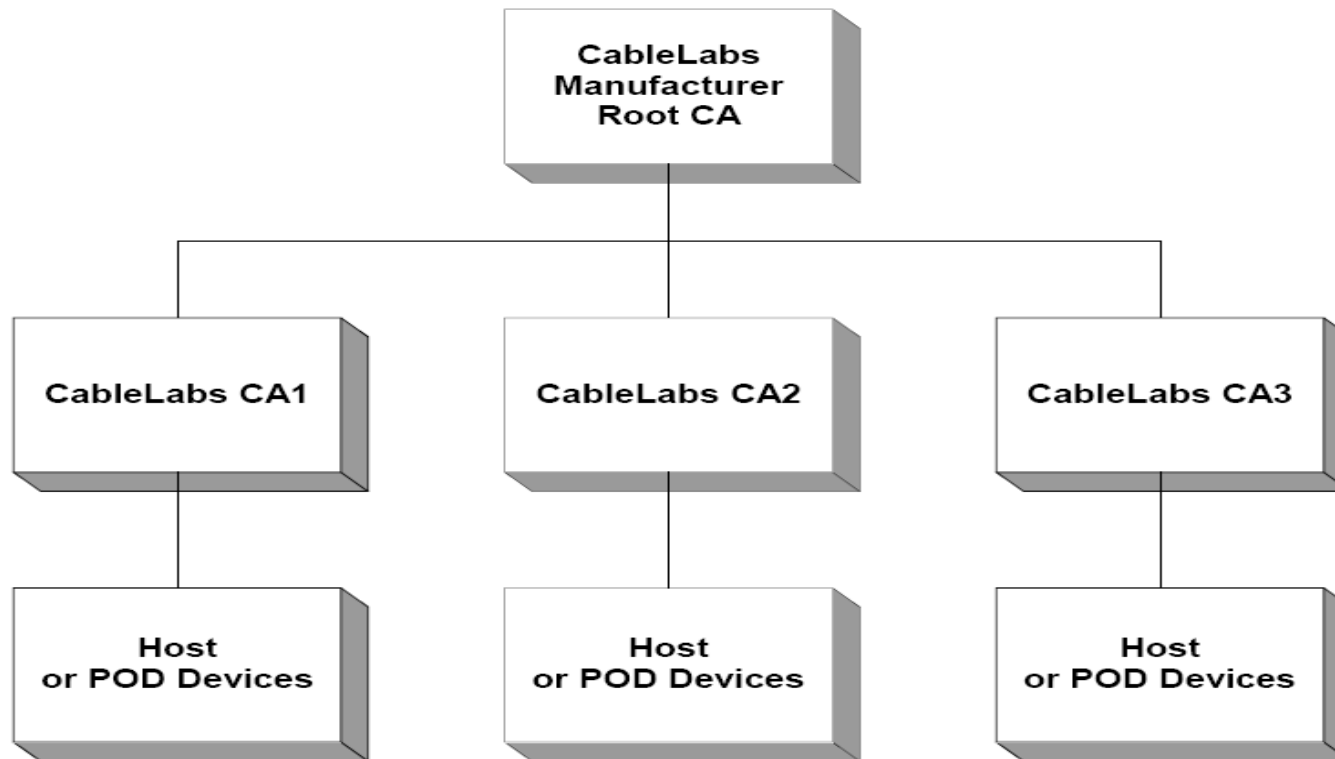 CableLabs
Manufacturer
Root CA
CableLabs CA1
CableLabs CA2
CableLabs CA3
Host
or POD Devices
Host
or POD Devices
Host
or POD Devices